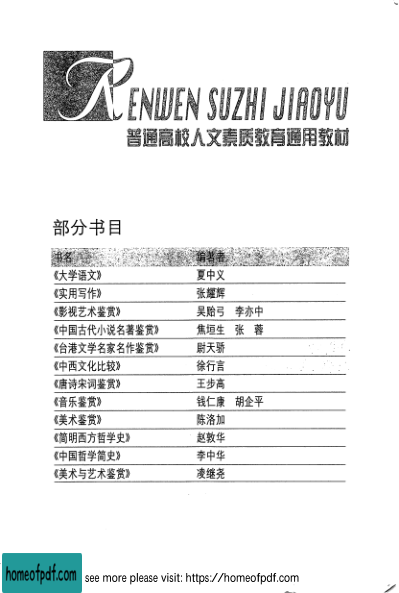 RENWEN SUZHI JIAOYU
普通高校人文素质教育通用教材
部分书目
书名 编著者
《大学语文》 夏中义
《实用写作》 张耀辉
《影视艺术鉴赏》 吴贻弓 李亦中
《中国古代小说名著鉴赏》 焦垣生 张 蓉
《台港文学名家名作鉴赏》 尉天骄
《中西文化比较》 徐行言
《唐诗宋词鉴赏》 王步高
《音乐鉴赏》 钱仁康 胡企平
《美术鉴赏》 陈洛加
《简明西方哲学史》 赵敦华
《中国哲学简史》 李中华
《美术与艺术鉴赏》 凌继尧
homeofpdf.com see more please visit: https://homeofpdf.com